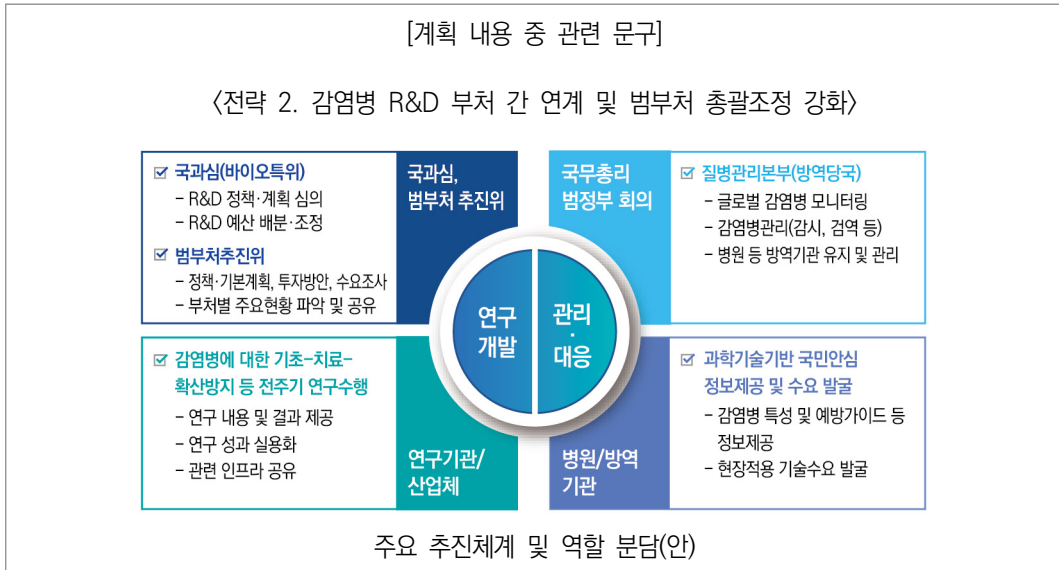 [계획 내용 중 관련 문구]
〈전략 2. 감염병 R&D 부처 간 연계 및 범부처 총괄조정 강화〉
국과심(바이오특위)
- R&D 정책·계획 심의
- R&D 예산 배분·조정
범부처추진위
- 정책·기본계획, 투자방안, 수요조사
- 부처별 주요현황 파악 및 공유
국과심,
범부처 추진위
국무총리
범정부 회의
질병관리본부(방역당국)
- 글로벌 감염병 모니터링
- 감염병관리(감시, 검역 등)
- 병원 등 방역기관 유지 및 관리
연구
개발
관리
·
대응
감염병에 대한 기초-치료-
확산방지 등 전주기 연구수행
- 연구 내용 및 결과 제공
- 연구 성과 실용화
- 관련 인프라 공유
연구기관/
산업체
병원/방역
기관
과학기술기반 국민안심
정보제공 및 수요 발굴
- 감염병 특성 및 예방가이드 등
정보제공
- 현장적용 기술수요 발굴
주요 추진체계 및 역할 분담(안)